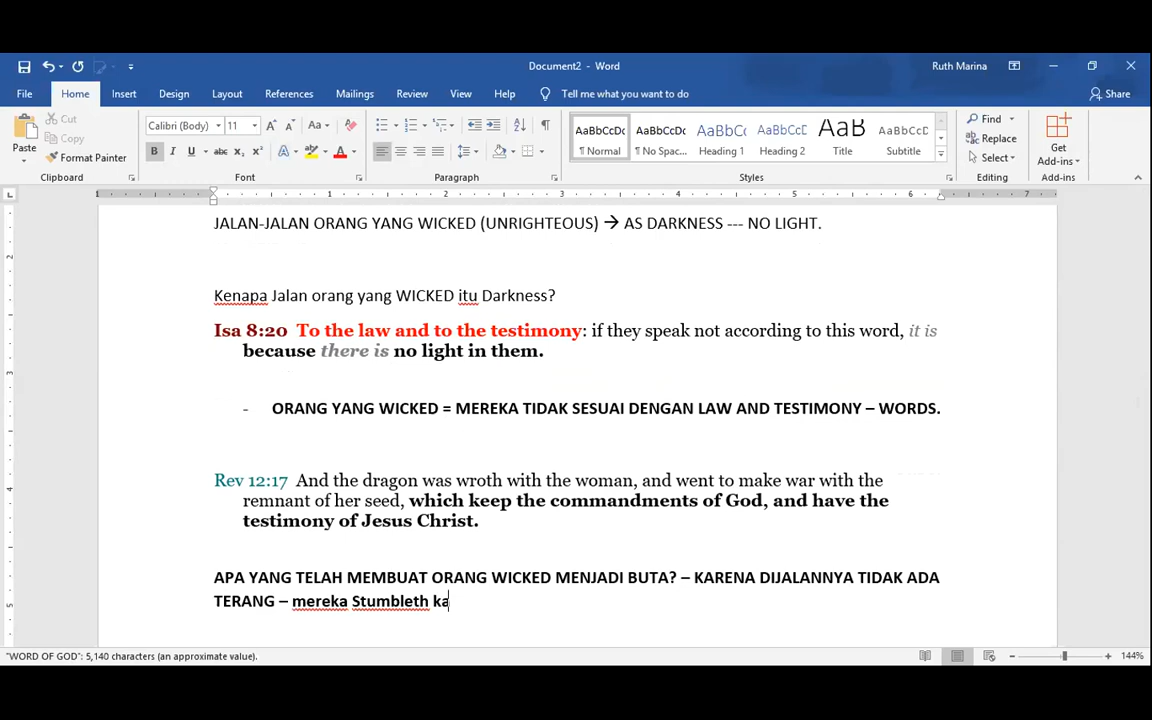 Document2 - Word
Ruth Marina
File Home Insert Design Layout References Mailings Review View Help Tell me what you want to do Share
Paste
Cut
Copy
Format Painter
Calibri (Body) 11
AaBbCcDc AaBbCcDc AaBbCc AaBbCcD AaB AaBbCcD
¶ Normal ¶ No Spac... Heading 1 Heading 2 Title Subtitle
Find
Replace
Select
Get
Add-ins
Clipboard Font Paragraph Styles Editing Add-ins
JALAN-JALAN ORANG YANG WICKED (UNRIGHTEOUS) → AS DARKNESS --- NO LIGHT.
Kenapa Jalan orang yang WICKED itu Darkness?
Isa 8:20 To the law and to the testimony: if they speak not according to this word, it is
because there is no light in them.
- ORANG YANG WICKED = MEREKA TIDAK SESUAI DENGAN LAW AND TESTIMONY – WORDS.
Rev 12:17 And the dragon was wroth with the woman, and went to make war with the
remnant of her seed, which keep the commandments of God, and have the
testimony of Jesus Christ.
APA YANG TELAH MEMBUAT ORANG WICKED MENJADI BUTA? – KARENA DIJALANNYA TIDAK ADA
TERANG – mereka Stumbleth ka
"WORD OF GOD": 5,140 characters (an approximate value). 144%